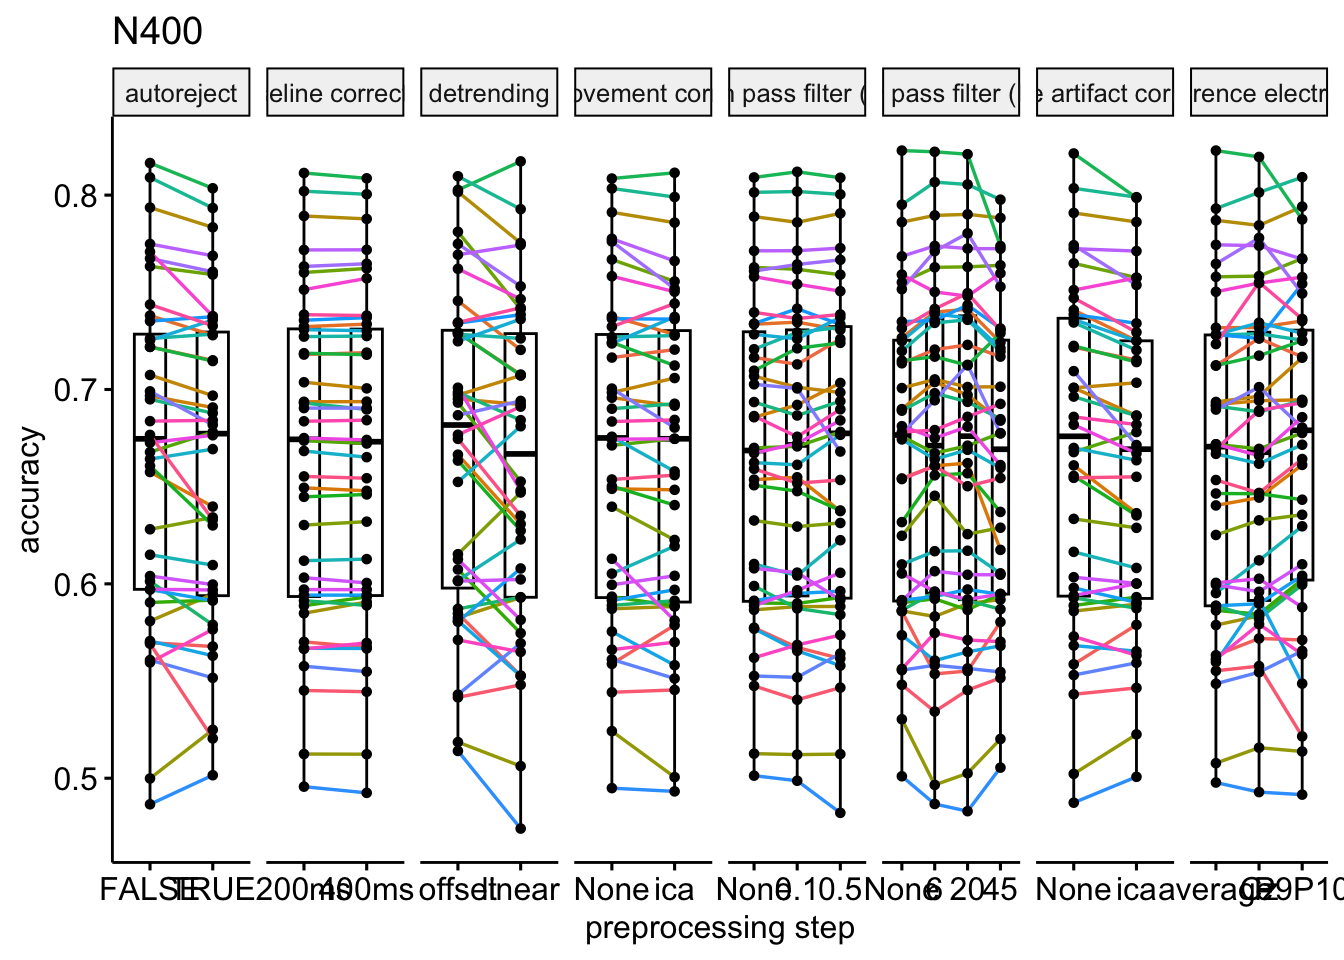 N400
autoreject
eline correc
detrending
ovement cor
n pass filter (
pass filter (
e artifact cor
rence electr
0.8
0.7
0.6
0.5
accuracy
FALSE TRUE 200ms 400ms offset linear None ica None 0.1 0.5 None 6 20 45 None ica average Cz P9P10
preprocessing step